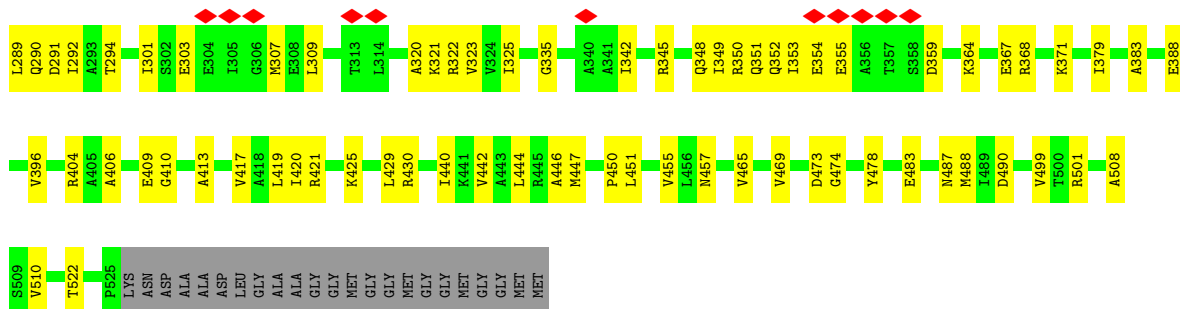 L289 Q290 D291 I292 A293 T294 I301 S302 E303 E304 I305 G306 M307 E308 L309 T313 L314 A320 K321 R322 V323 V324 I325 G335 A340 A341 I342 R345 Q348 I349 R350 Q351 Q352 I353 E354 E355 A356 T357 S358 D359 K364 E367 R368 K371 I379 A383 E388
V396 R404 A405 A406 E409 G410 A413 V417 A418 L419 I420 R421 K425 L429 R430 I440 K441 V442 A443 L444 R445 A446 M447 P450 L451 V455 L456 N457 V465 V469 D473 G474 Y478 E483 N487 M488 I489 D490 V499 T500 R501 A508
S509 V510 T522 P525 LYS ASN ASP ALA ALA ASP LEU GLY ALA ALA GLY GLY MET GLY GLY MET GLY GLY MET GLY GLY MET MET